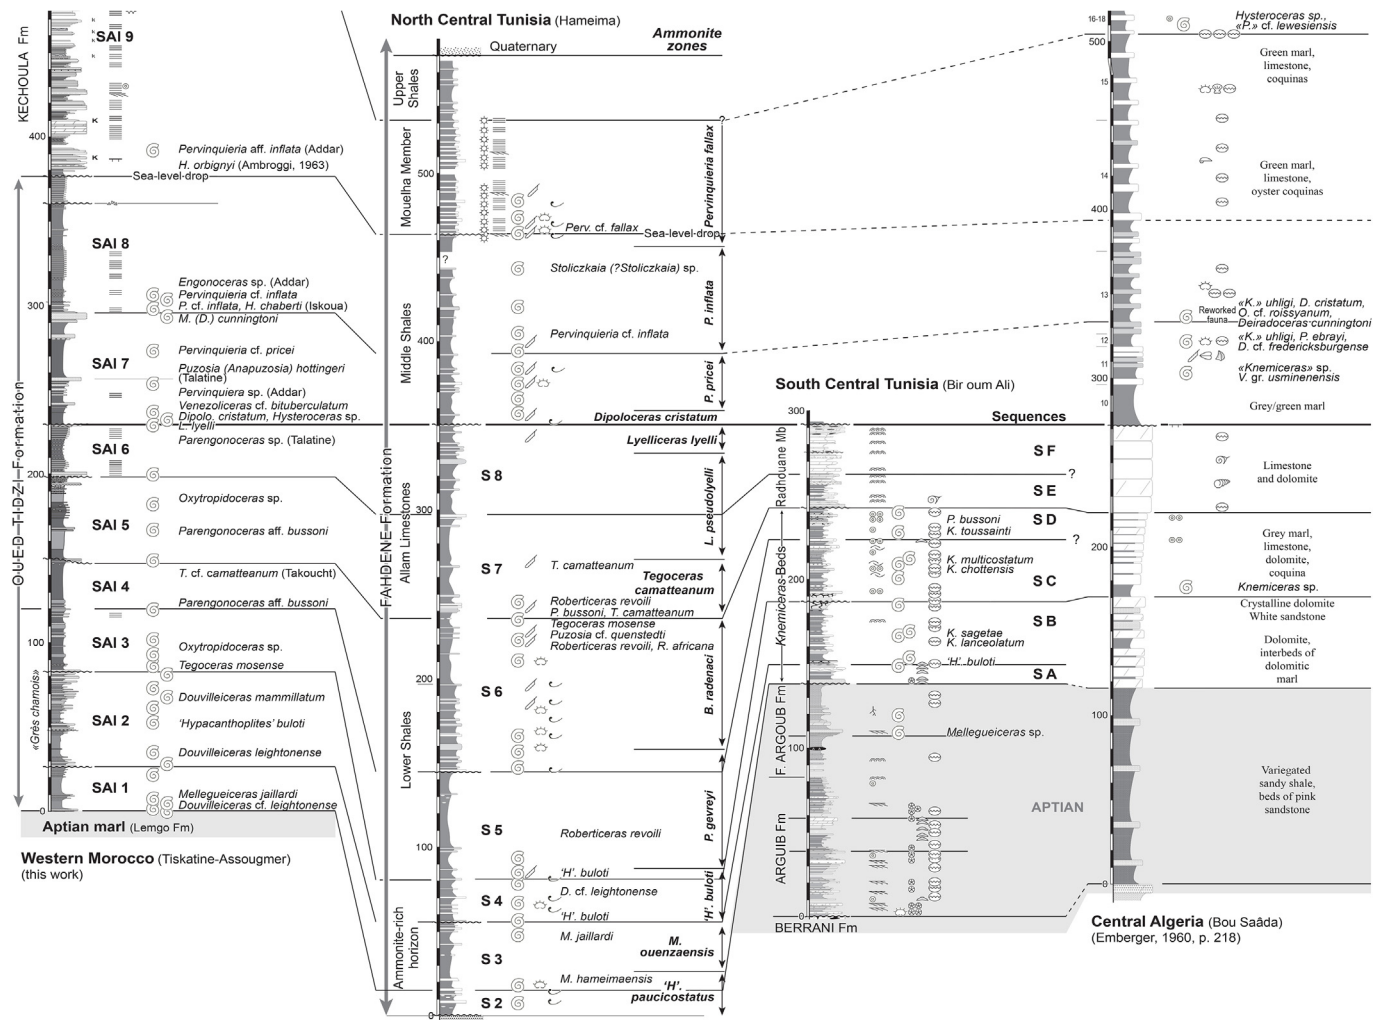 KECHOULA Fm
OUED TIDZI Formation
«Grès chamois»
SAI 9
400
K
K
Pervinquieria aff. inflata (Addar)
H. orbignyi (Ambroggi, 1963)
Sea-level drop
SAI 8
Engonoceras sp. (Addar)
Pervinquieria cf. inflata
P. cf. inflata, H. chaberti (Iskoua)
M. (D.) cunningtoni
300
Pervinquieria cf. pricei
SAI 7
Puzosia (Anapuzosia) hottingeri
(Talatine)
Pervinquiera sp. (Addar)
Venezoliceras cf. bituberculatum
Dipolo. cristatum, Hysteroceras sp.
L. lyelli
Parengonoceras sp. (Talatine)
SAI 6
200
Oxytropidoceras sp.
SAI 5
Parengonoceras aff. bussoni
T. cf. camatteanum (Takoucht)
SAI 4
Parengonoceras aff. bussoni
100
SAI 3
Oxytropidoceras sp.
Tegoceras mosense
Douvilleiceras mammillatum
SAI 2
'Hypacanthoplites' buloti
Douvilleiceras leightonense
SAI 1
Mellegueiceras jaillardi
Douvilleiceras cf. leightonense
0
Aptian marl (Lemgo Fm)
Western Morocco (Tiskatine-Assougmer)
(this work)
North Central Tunisia (Hameima)
Quaternary
Ammonite
zones
FAHDENE Formation
Upper
Shales
Mouelha Member
Middle Shales
Allam Limestones
Lower Shales
Ammonite-rich
horizon
?
500
Pervinquieria fallax
Perv. cf. fallax
Sea-level drop
?
Stoliczkaia (?Stoliczkaia) sp.
P. inflata
Pervinquieria cf. inflata
400
P. pricei
Dipoloceras cristatum
Lyelliceras lyelli
S 8
L. pseudolyelli
300
S 7
T. camatteanum
Tegoceras
camatteanum
Roberticeras revoili
P. bussoni, T. camatteanum
Tegoceras mosense
Puzosia cf. quenstedti
Roberticeras revoili, R. africana
B. radenaci
200
S 6
P. gevreyi
S 5
Roberticeras revoili
100
'H'. buloti
D. cf. leightonense
S 4
'H'. buloti
'H'. buloti
M. jaillardi
M.
ouenzaensis
S 3
M. hameimaensis
'H'.
paucicostatus
S 2
0
South Central Tunisia (Bir oum Ali)
300
Sequences
Radhouane Mb
Knemiceras Beds
F. ARGOUB Fm
ARGUIB Fm
S F
?
S E
S D
P. bussoni
K. toussainti
?
K. multicostatum
K. chottensis
S C
200
S B
K. sagetae
K. lanceolatum
'H'. buloti
S A
Mellegueiceras sp.
100
APTIAN
0
BERRANI Fm
16-18
500
Hysteroceras sp.,
«P.» cf. lewesiensis
Green marl,
limestone,
coquinas
15
Green marl,
limestone,
oyster coquinas
14
400
13
Reworked
fauna
«K.» uhligi, D. cristatum,
O. cf. roissyanum,
Deiradoceras cunningtoni
12
«K.» uhligi, P. ebrayi,
D. cf. fredericksburgense
11
300
«Knemiceras» sp.
V. gr. usminenensis
10
Grey/green marl
Limestone
and dolomite
200
Grey marl,
limestone,
dolomite,
coquina
Knemiceras sp.
Crystalline dolomite
White sandstone
Dolomite,
interbeds of
dolomitic
marl
100
Variegated
sandy shale,
beds of pink
sandstone
0
Central Algeria (Bou Saâda)
(Emberger, 1960, p. 218)